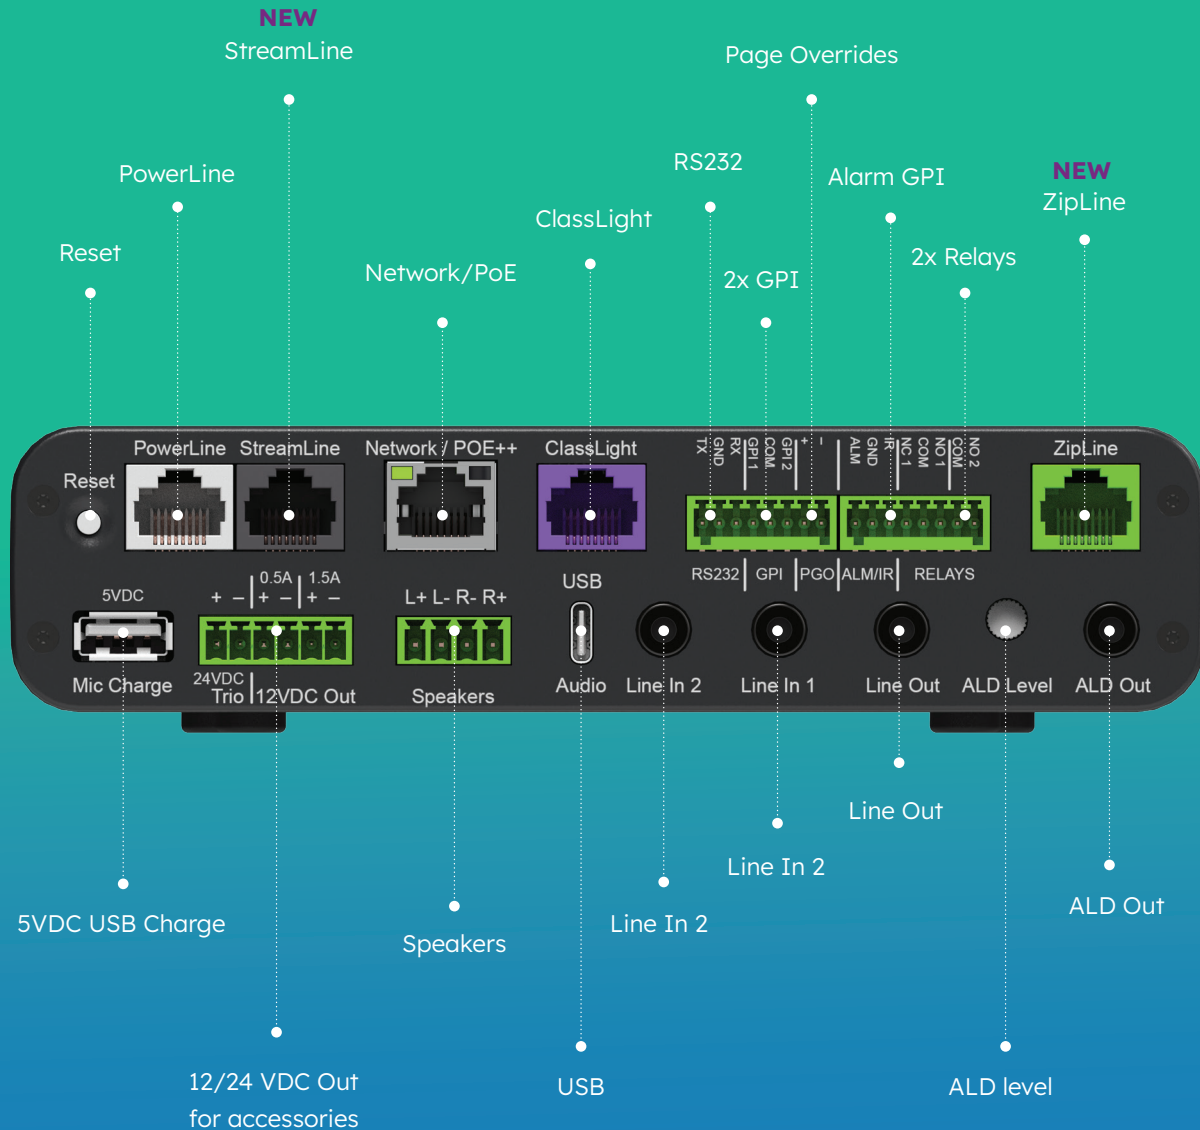 NEW
StreamLine
Page Overrides
PowerLine
RS232
Alarm GPI
NEW
ZipLine
ClassLight
Reset
Network/PoE
2x GPI
2x Relays
PowerLine StreamLine Network / POE++ ClassLight
TX GND RX GPI 1 COM GPI 2 + – ALM GND IR NC 1 COM NO 1 COM NO 2
ZipLine
Reset
RS232 GPI PGO ALM/IR RELAYS
5VDC
0.5A 1.5A
+ – + – + –
L+ L- R- R+
USB
Mic Charge
24VDC
Trio 12VDC Out
Speakers
Audio Line In 2 Line In 1 Line Out ALD Level ALD Out
Line Out
Line In 2
Line In 2
ALD Out
5VDC USB Charge
Speakers
12/24 VDC Out
for accessories
USB
ALD level